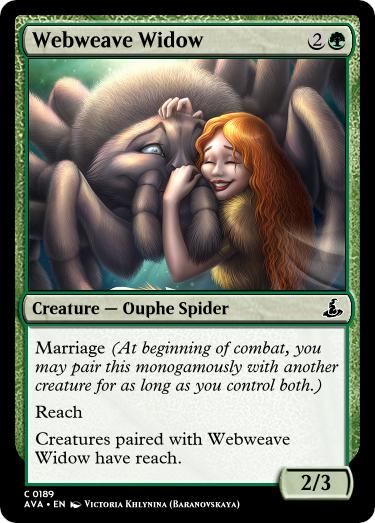 Webweave Widow 2
Creature — Ouphe Spider
Marriage (At beginning of combat, you
may pair this monogamously with another
creature for as long as you control both.)
Reach
Creatures paired with Webweave
Widow have reach.
2/3
C 0189
AVA • EN Victoria Khlynina (Baranovskaya)